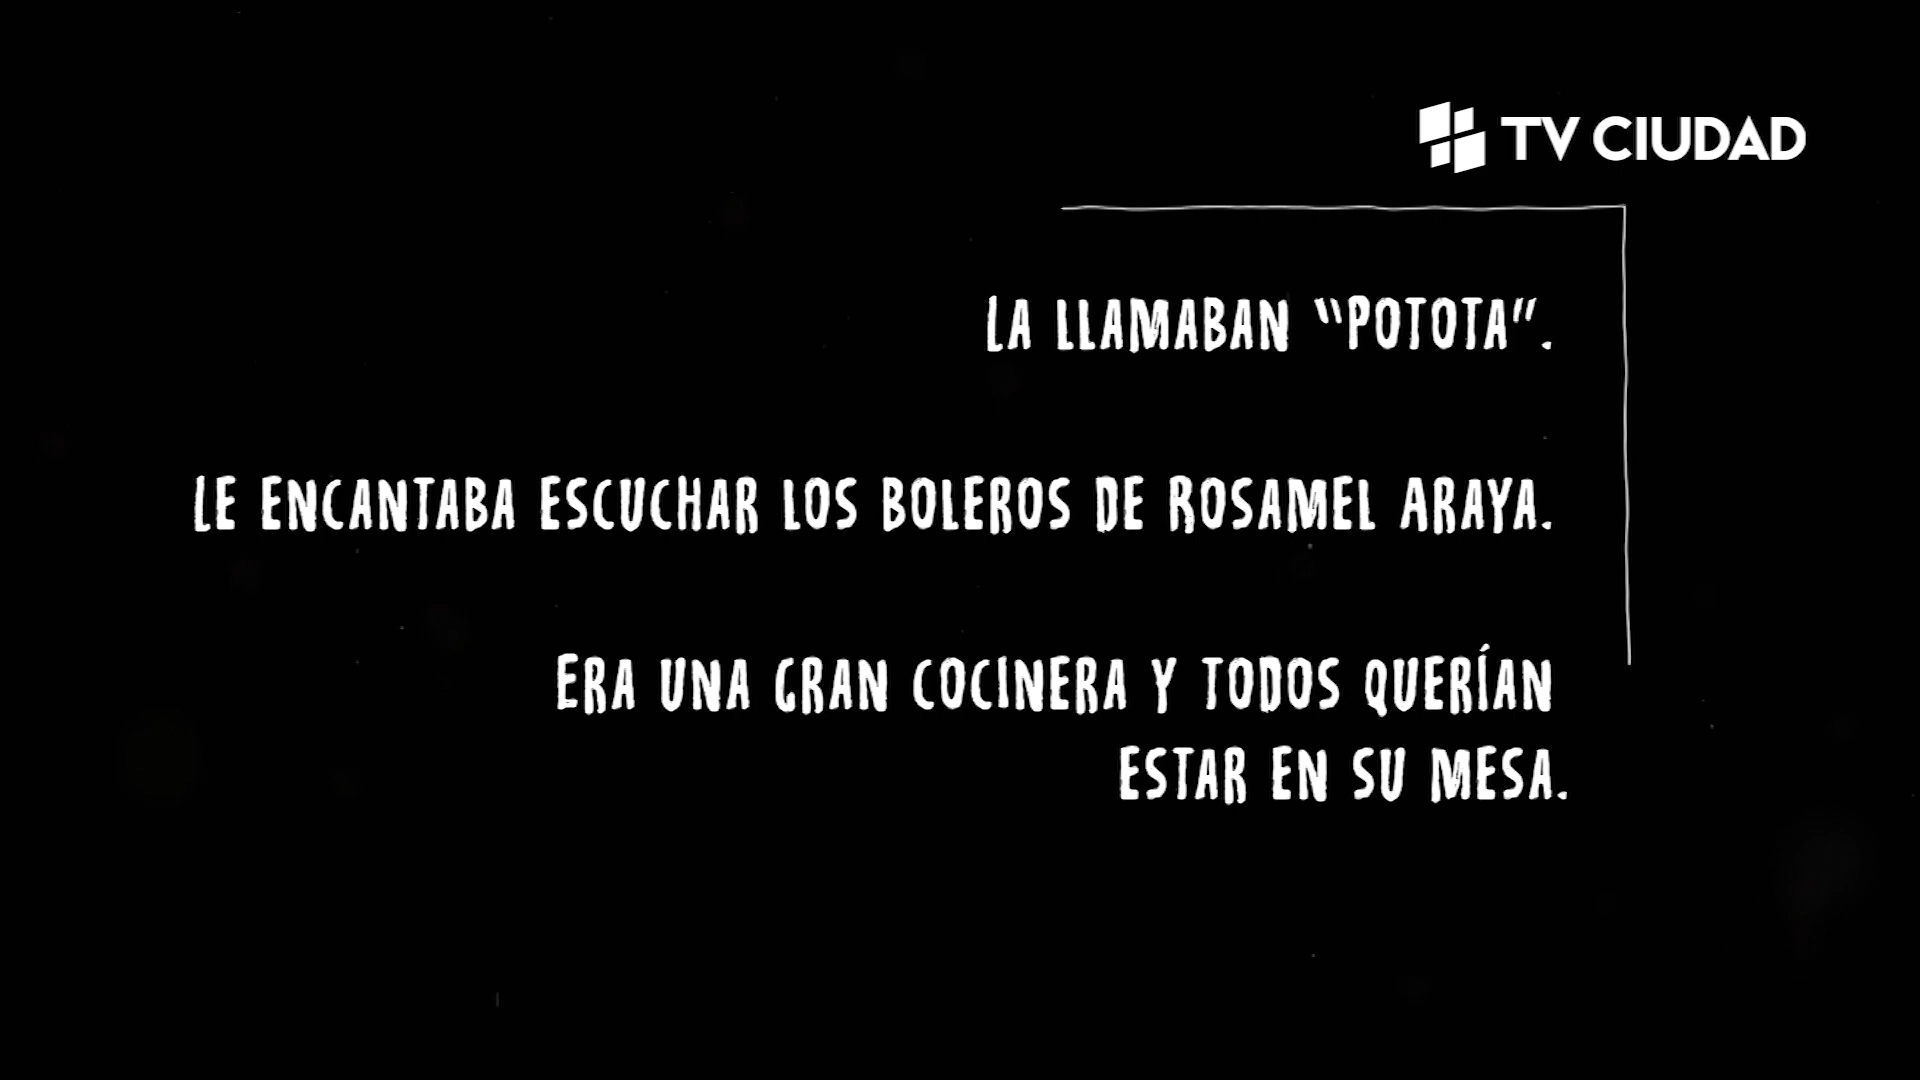 TV CIUDAD
LA LLAMABAN "POTOTA".
LE ENCANTABA ESCUCHAR LOS BOLEROS DE ROSAMEL ARAYA.
ERA UNA GRAN COCINERA Y TODOS QUERÍAN
ESTAR EN SU MESA.